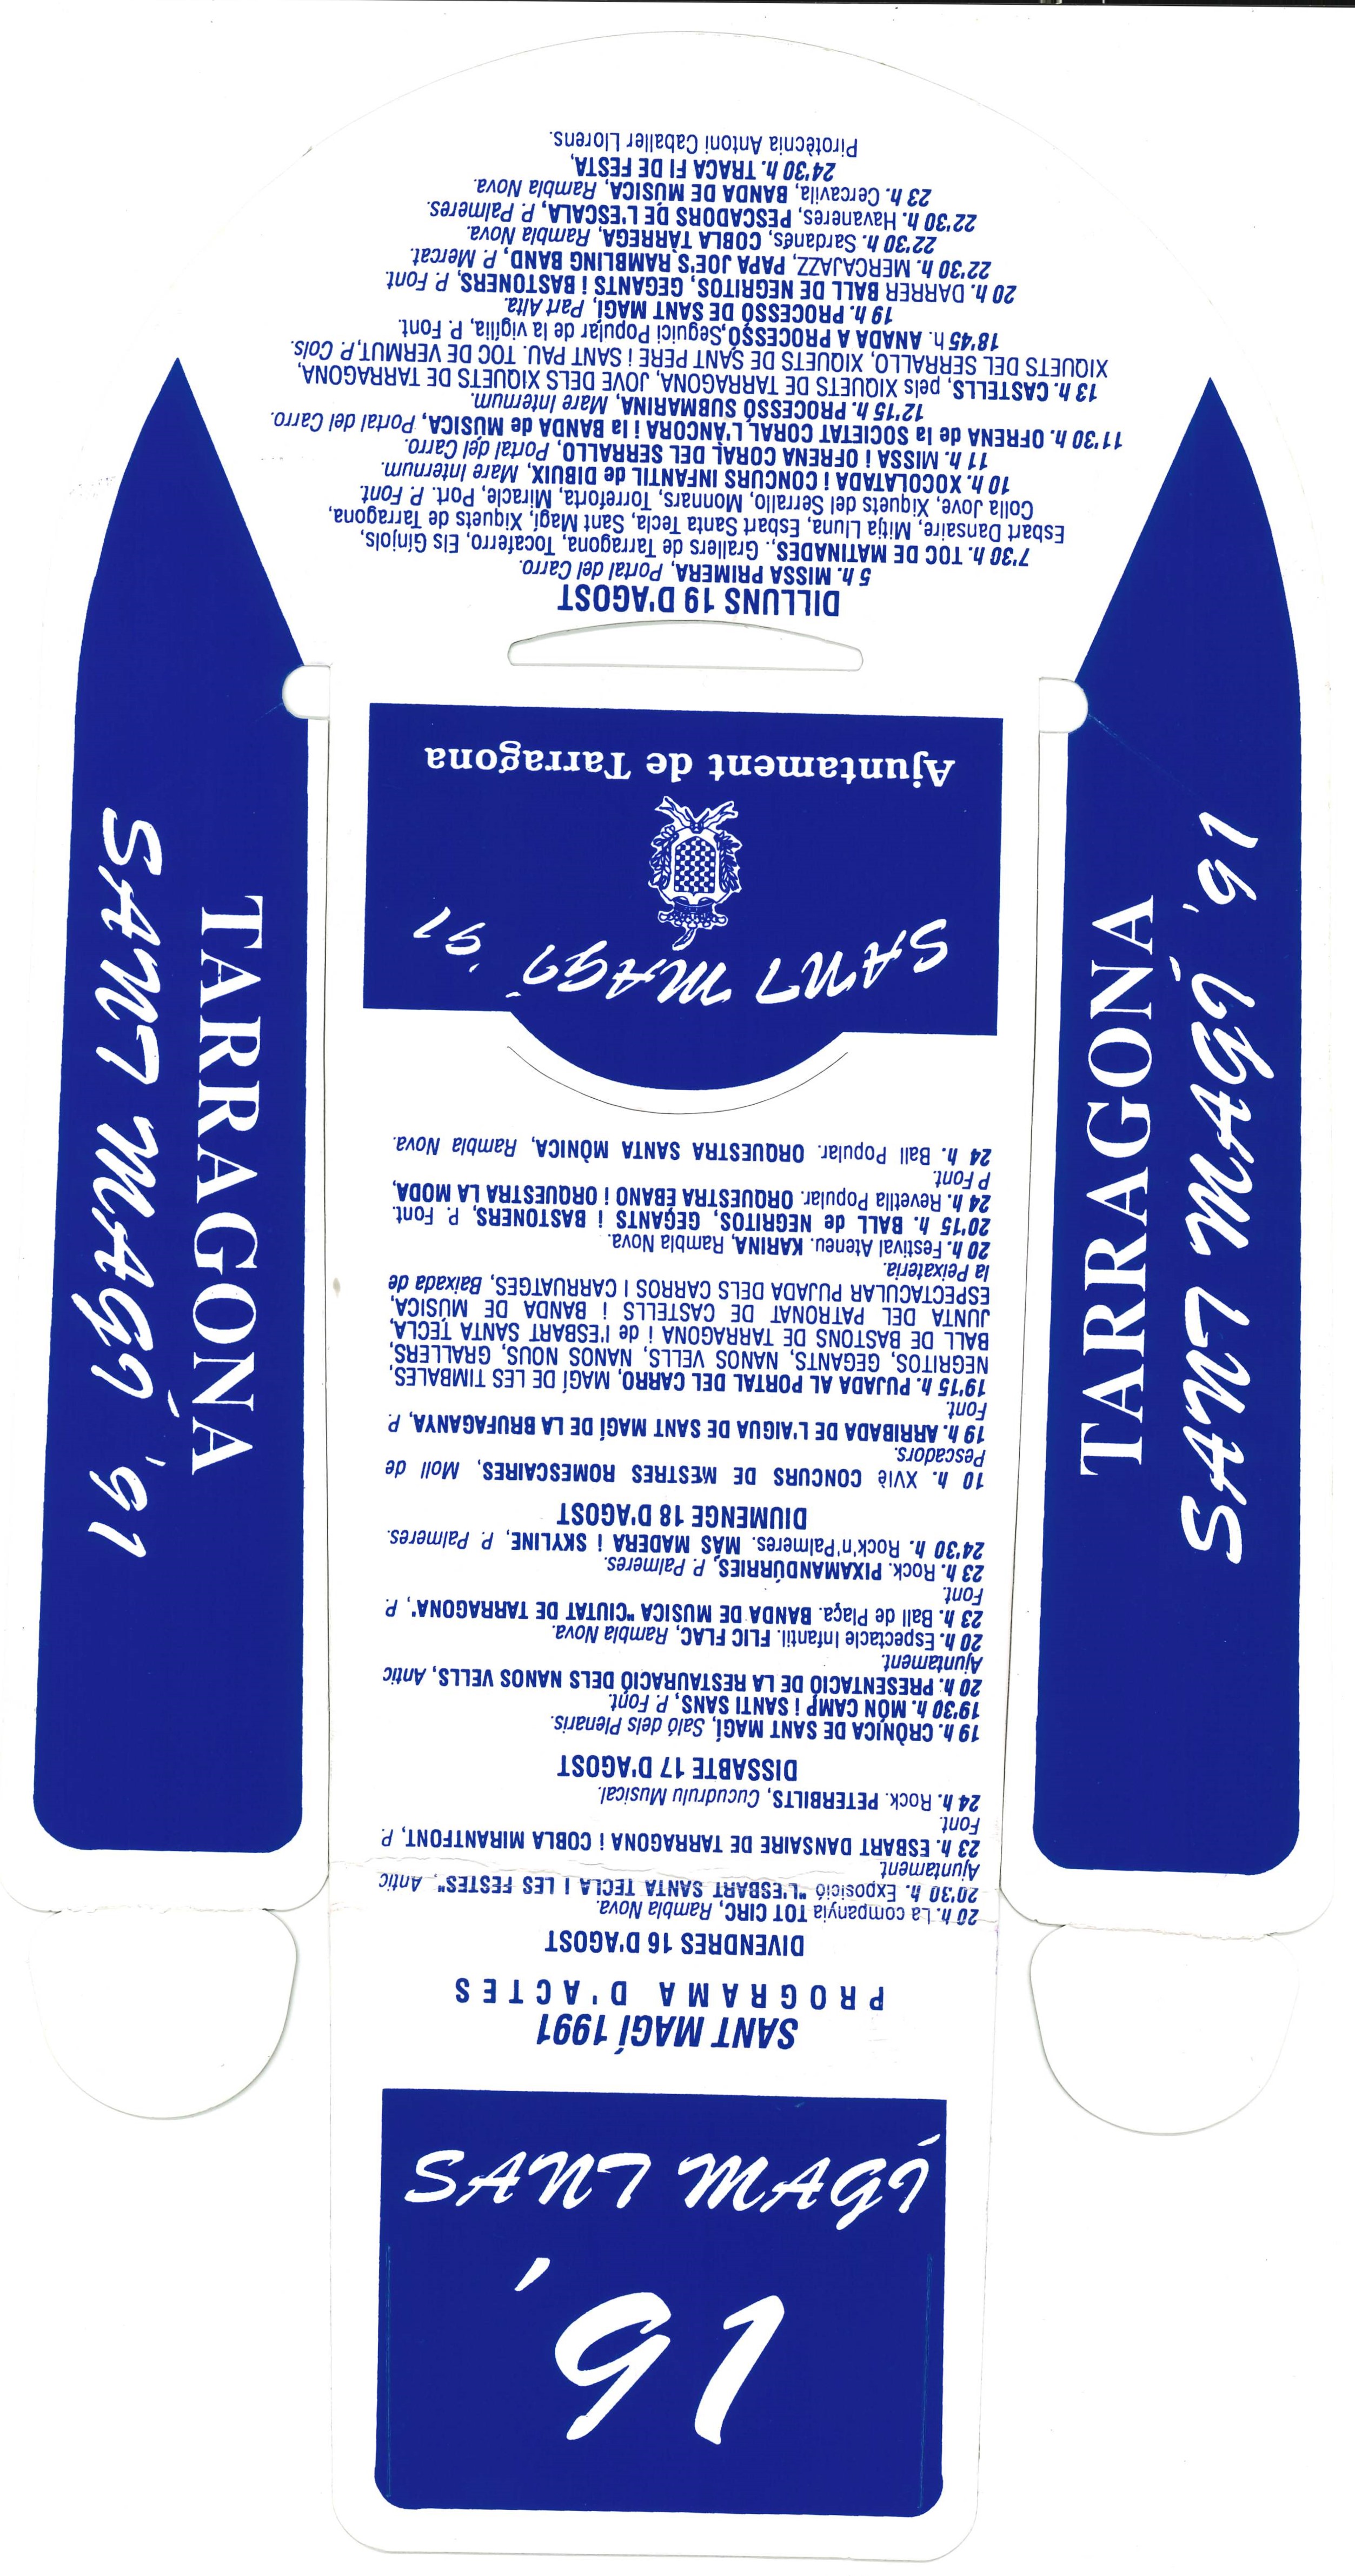 SANT MAGÍ
'91
SANT MAGÍ 1991
PROGRAMA D'ACTES
DIVENDRES 16 D'AGOST
20 h. La companyia TOT CIRC, Rambla Nova.
20'30 h. Exposició "L'ESBART SANTA TECLA I LES FESTES", Antic
Ajuntament.
23 h. ESBART DANSAIRE DE TARRAGONA i COBLA MIRANTFONT, P.
Font.
24 h. Rock. PETERBILTS, Cucudrulu Musical.
DISSABTE 17 D'AGOST
19 h. CRÒNICA DE SANT MAGÍ, Saló dels Plenaris.
19'30 h. MÓN CAMP i SANTI SANS, P. Font.
20 h. PRESENTACIÓ DE LA RESTAURACIÓ DELS NANOS VELLS, Antic
Ajuntament.
20 h. Espectacle Infantil. FLIC FLAC, Rambla Nova.
23 h. Ball de Plaça. BANDA DE MUSICA "CIUTAT DE TARRAGONA", P.
Font.
23 h. Rock. PIXAMANDÚRRIES, P. Palmeres.
24'30 h. Rock'n'Palmeres. MAS MADERA i SKYLINE, P. Palmeres.
DIUMENGE 18 D'AGOST
10 h. XVIè CONCURS DE MESTRES ROMESCAIRES, Moll de
Pescadors.
19 h. ARRIBADA DE L'AIGUA DE SANT MAGÍ DE LA BRUFAGANYA, P.
Font.
19'15 h. PUJADA AL PORTAL DEL CARRO, MAGÍ DE LES TIMBALES,
NEGRITOS, GEGANTS, NANOS VELLS, NANOS NOUS, GRALLERS,
BALL DE BASTONS DE TARRAGONA i de l'ESBART SANTA TECLA,
JUNTA DEL PATRONAT DE CASTELLS i BANDA DE MÚSICA,
ESPECTACULAR PUJADA DELS CARROS I CARRUATGES, Baixada de
la Peixateria.
20 h. Festival Ateneu. KARINA, Rambla Nova.
20'15 h. BALL de NEGRITOS, GEGANTS i BASTONERS, P. Font.
24 h. Revetlla Popular. ORQUESTRA EBANO i ORQUESTRA LA MODA,
P Font.
24 h. Ball Popular. ORQUESTRA SANTA MÒNICA, Rambla Nova.
SANT MAGÍ '91
Ajuntament de Tarragona
DILLUNS 19 D'AGOST
5 h. MISSA PRIMERA, Portal del Carro.
7'30 h. TOC DE MATINADES,. Grallers de Tarragona, Tocaferro, Els Ginjols,
Esbart Dansaire, Mitja Lluna, Esbart Santa Tecla, Sant Magí, Xiquets de Tarragona,
Colla Jove, Xiquets del Serrallo, Monnars, Torreforta, Miracle, Port. P. Font.
10 h. XOCOLATADA i CONCURS INFANTIL de DIBUIX, Mare Internum.
11 h. MISSA i OFRENA CORAL DEL SERRALLO, Portal del Carro.
11'30 h. OFRENA de la SOCIETAT CORAL L'ÀNCORA i la BANDA de MÚSICA, Portal del Carro.
12'15 h. PROCESSÓ SUBMARINA, Mare Internum.
13 h. CASTELLS, pels XIQUETS DE TARRAGONA, JOVE DELS XIQUETS DE TARRAGONA,
XIQUETS DEL SERRALLO, XIQUETS DE SANT PERE i SANT PAU. TOC DE VERMUT, P. Cols.
18'45 h. ANADA A PROCESSÓ, Seguici Popular de la vigília, P. Font.
19 h. PROCESSÓ DE SANT MAGÍ, Part Alta.
20 h. DARRER BALL DE NEGRITOS, GEGANTS i BASTONERS, P. Font.
22'30 h. MERCAJAZZ, PAPA JOE'S RAMBLING BAND, P. Mercat.
22'30 h. Sardanes, COBLA TARREGA, Rambla Nova.
22'30 h. Havaneres, PESCADORS DE L'ESCALA, P. Palmeres.
23 h. Cercavila, BANDA DE MÚSICA, Rambla Nova.
24'30 h. TRACA FI DE FESTA,
Pirotècnia Antoni Caballer Llorens.
TARRAGONA
SANT MAGÍ '91
TARRAGONA
SANT MAGÍ '91